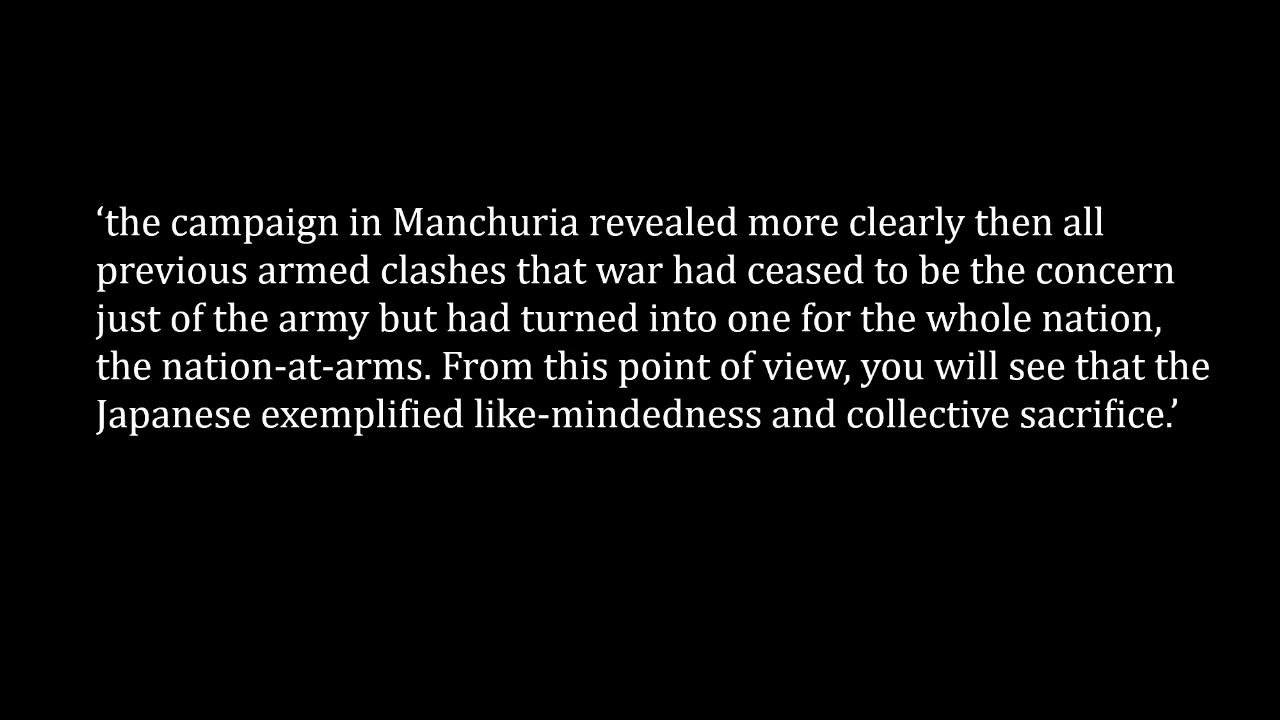 ‘the campaign in Manchuria revealed more clearly then all
previous armed clashes that war had ceased to be the concern
just of the army but had turned into one for the whole nation,
the nation-at-arms. From this point of view, you will see that the
Japanese exemplified like-mindedness and collective sacrifice.’